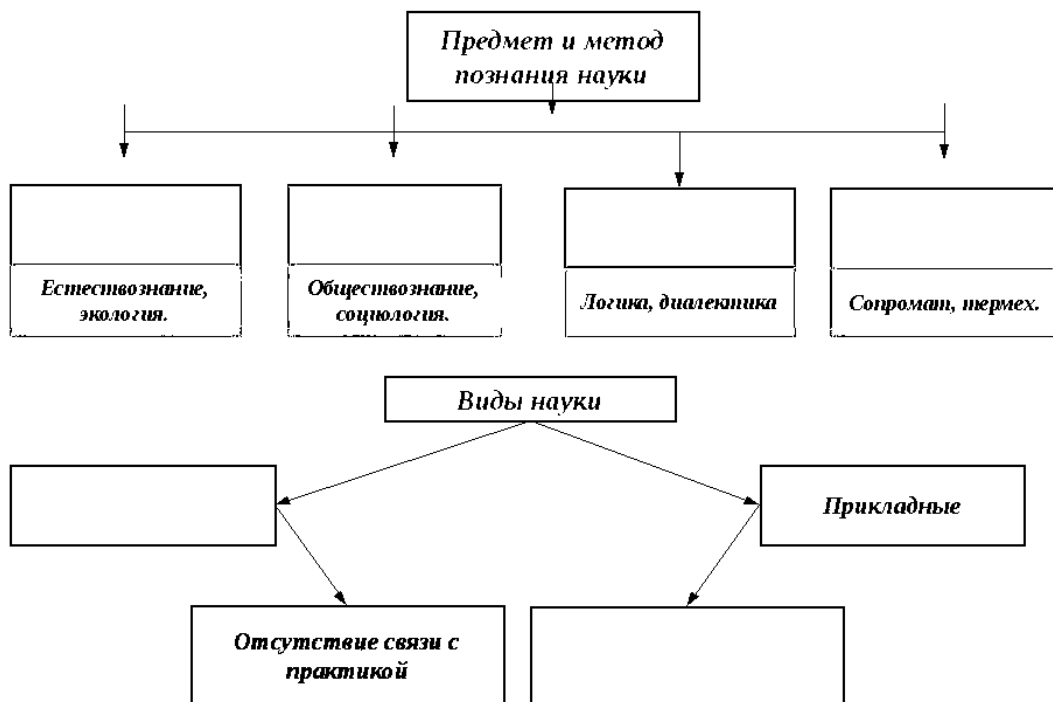 Предмет и метод
познания науки
Естествознание,
экология.
Обществознание,
социология.
Логика, диалектика
Сопромат, термех.
Виды науки
Прикладные
Отсутствие связи с
практикой